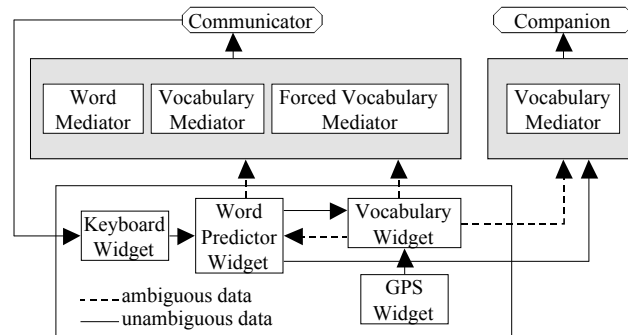 Communicator
Companion
Word
Mediator
Vocabulary
Mediator
Forced Vocabulary
Mediator
Vocabulary
Mediator
Keyboard
Widget
Word
Predictor
Widget
Vocabulary
Widget
GPS
Widget
ambiguous data
unambiguous data